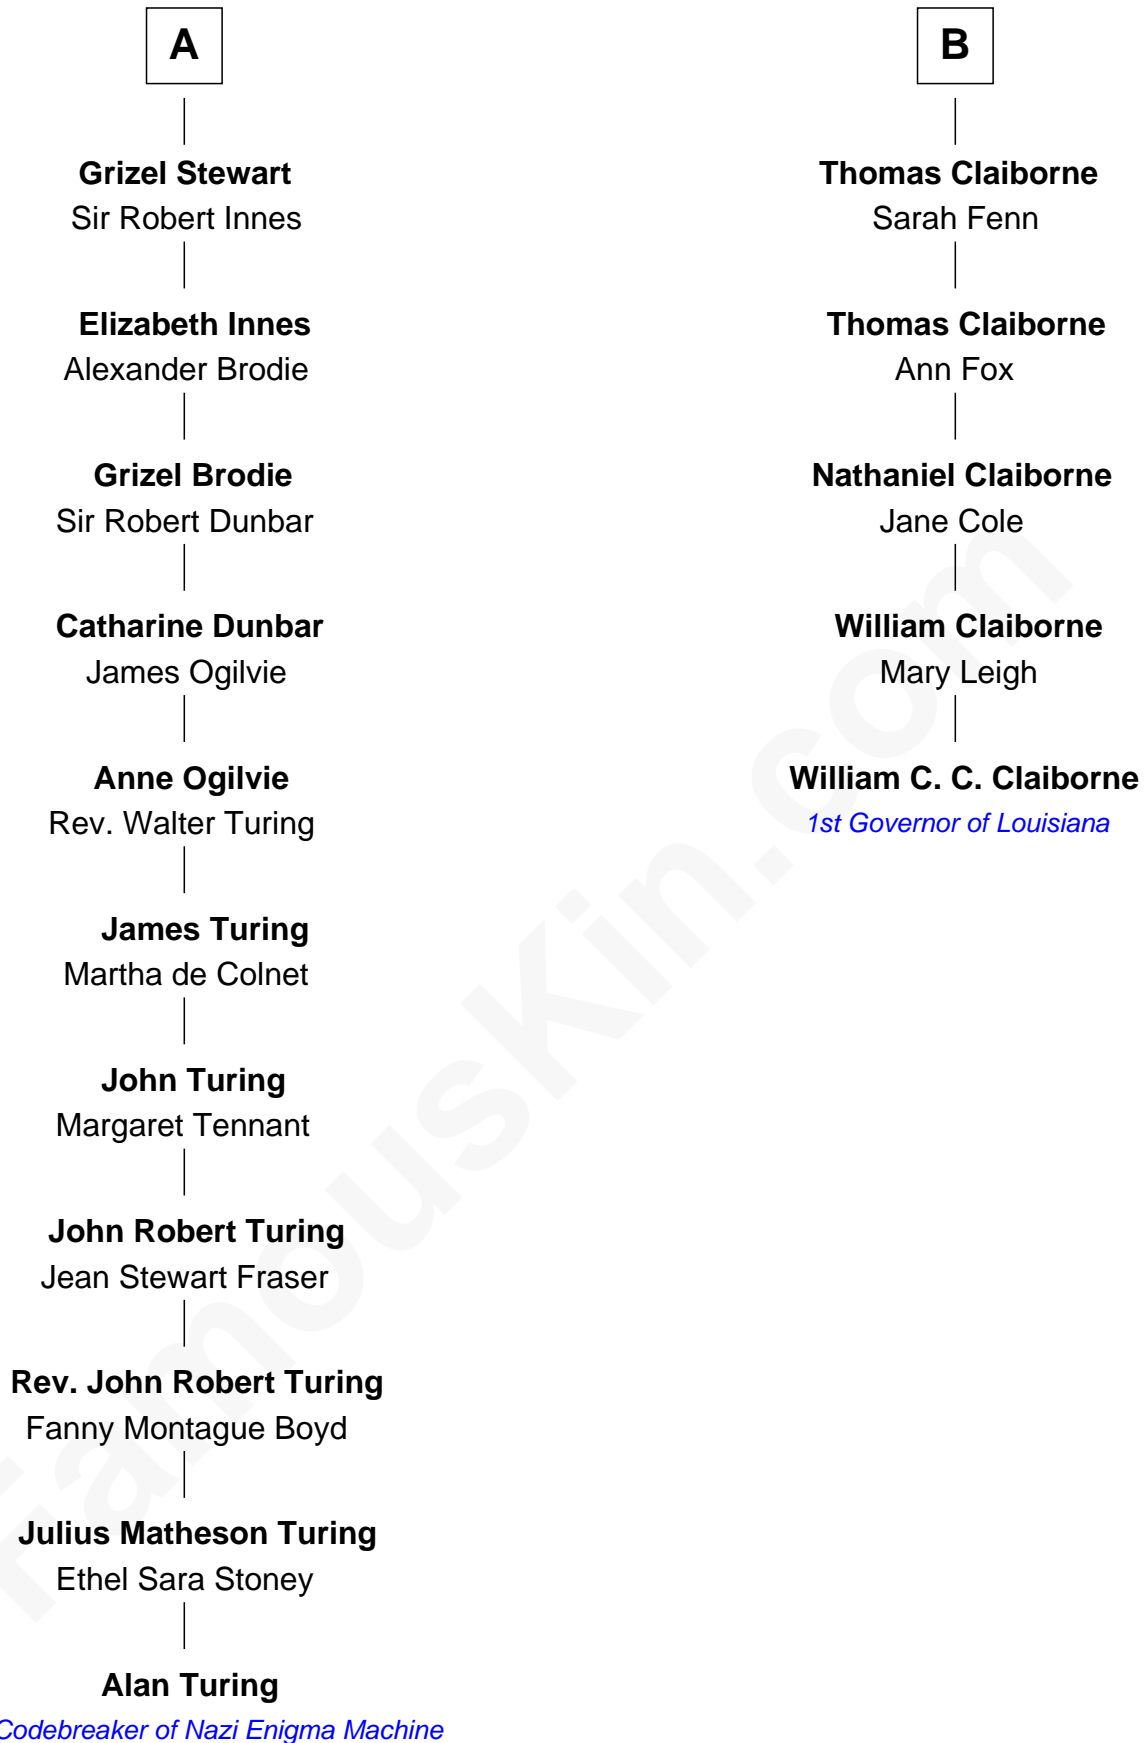 A
Grizel Stewart
Sir Robert Innes
Elizabeth Innes
Alexander Brodie
Grizel Brodie
Sir Robert Dunbar
Catharine Dunbar
James Ogilvie
Anne Ogilvie
Rev. Walter Turing
James Turing
Martha de Colnet
John Turing
Margaret Tennant
John Robert Turing
Jean Stewart Fraser
Rev. John Robert Turing
Fanny Montague Boyd
Julius Matheson Turing
Ethel Sara Stoney
Alan Turing
Codebreaker of Nazi Enigma Machine
B
Thomas Claiborne
Sarah Fenn
Thomas Claiborne
Ann Fox
Nathaniel Claiborne
Jane Cole
William Claiborne
Mary Leigh
William C. C. Claiborne
1st Governor of Louisiana
FamousKin.com